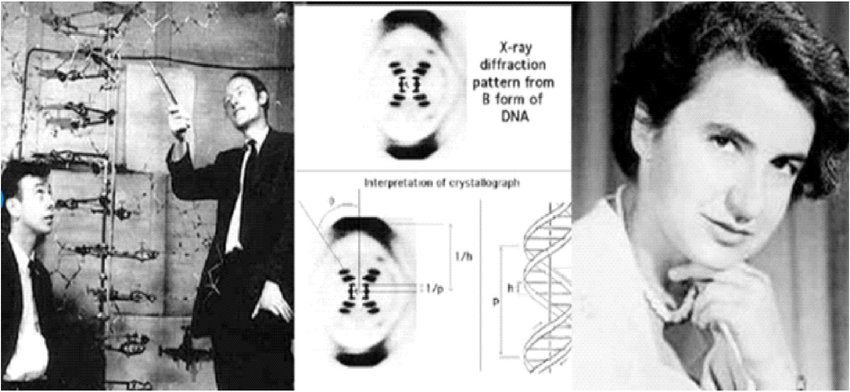 X-ray
diffraction
pattern from
B form of
DNA
Interpretation of crystallograph
θ
1/h
1/p
h
p